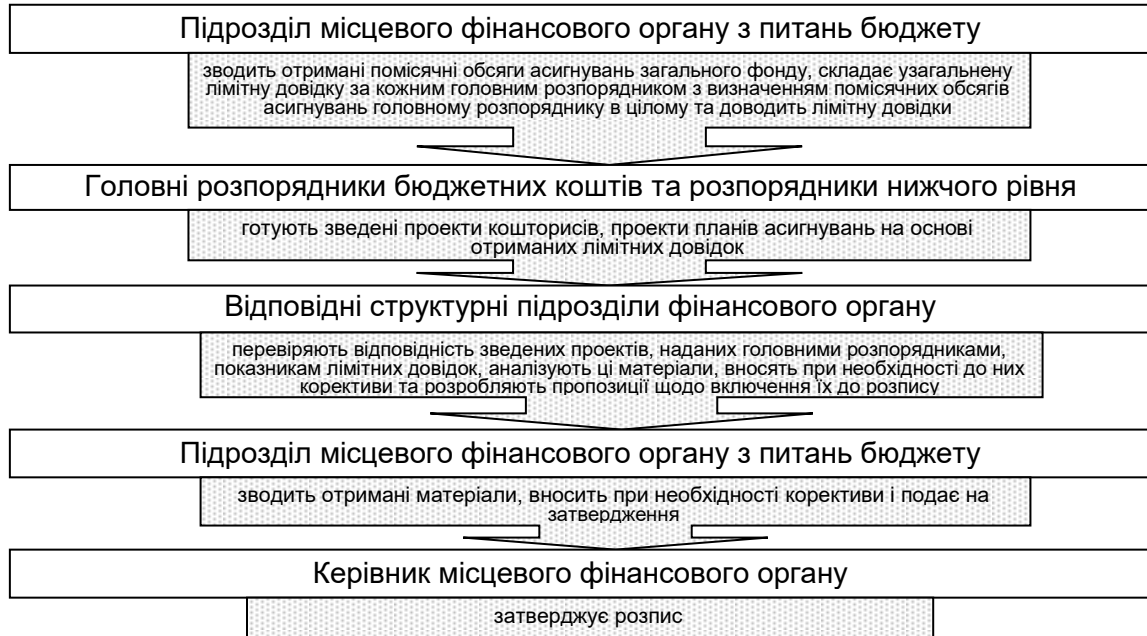 Підрозділ місцевого фінансового органу з питань бюджету
зводить отримані помісячні обсяги асигнувань загального фонду, складає узагальнену
лімітну довідку за кожним головним розпорядником з визначенням помісячних обсягів
асигнувань головному розпоряднику в цілому та доводить лімітну довідки
Головні розпорядники бюджетних коштів та розпорядники нижчого рівня
готують зведені проекти кошторисів, проекти планів асигнувань на основі
отриманих лімітних довідок
Відповідні структурні підрозділи фінансового органу
перевіряють відповідність зведених проектів, наданих головними розпорядниками,
показникам лімітних довідок, аналізують ці матеріали, вносять при необхідності до них
корективи та розробляють пропозиції щодо включення їх до розпису
Підрозділ місцевого фінансового органу з питань бюджету
зводить отримані матеріали, вносить при необхідності корективи і подає на
затвердження
Керівник місцевого фінансового органу
затверджує розпис